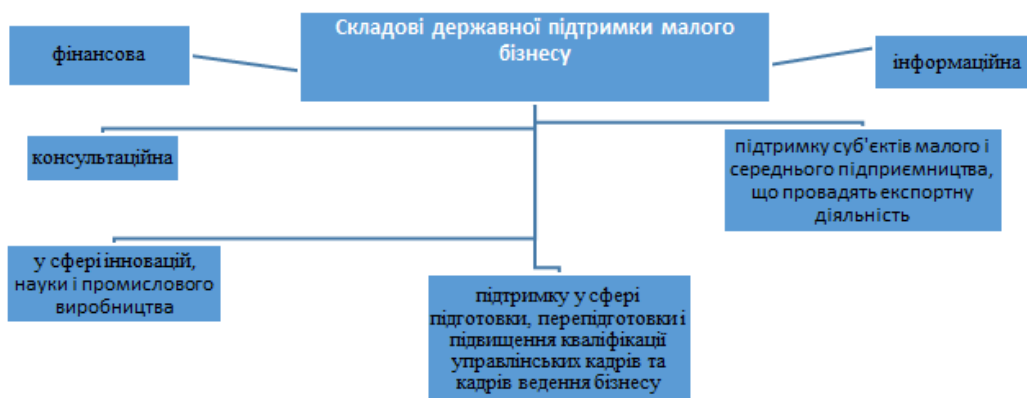 Складові державної підтримки малого
бізнесу
фінансова
інформаційна
консультаційна
підтримку суб'єктів малого і
середнього підприємництва,
що провадять експортну
діяльність
у сфері інновацій,
науки і промислового
виробництва
підтримку у сфері
підготовки, перепідготовки і
підвищення кваліфікації
управлінських кадрів та
кадрів ведення бізнесу